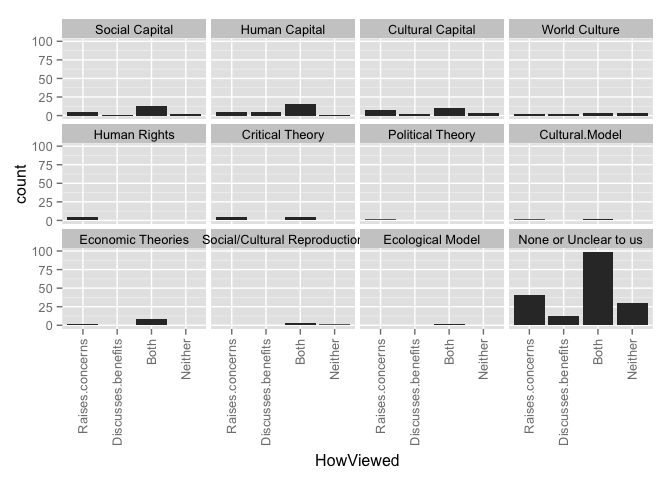 Social Capital Human Capital Cultural Capital World Culture
100
75
50
25
0
Human Rights Critical Theory Political Theory Cultural.Model
100
75
50
25
0
Economic Theories Social/Cultural Reproduction Ecological Model None or Unclear to us
100
75
50
25
0
count
Raises.concerns Discusses.benefits Both Neither Raises.concerns Discusses.benefits Both Neither Raises.concerns Discusses.benefits Both Neither Raises.concerns Discusses.benefits Both Neither
HowViewed